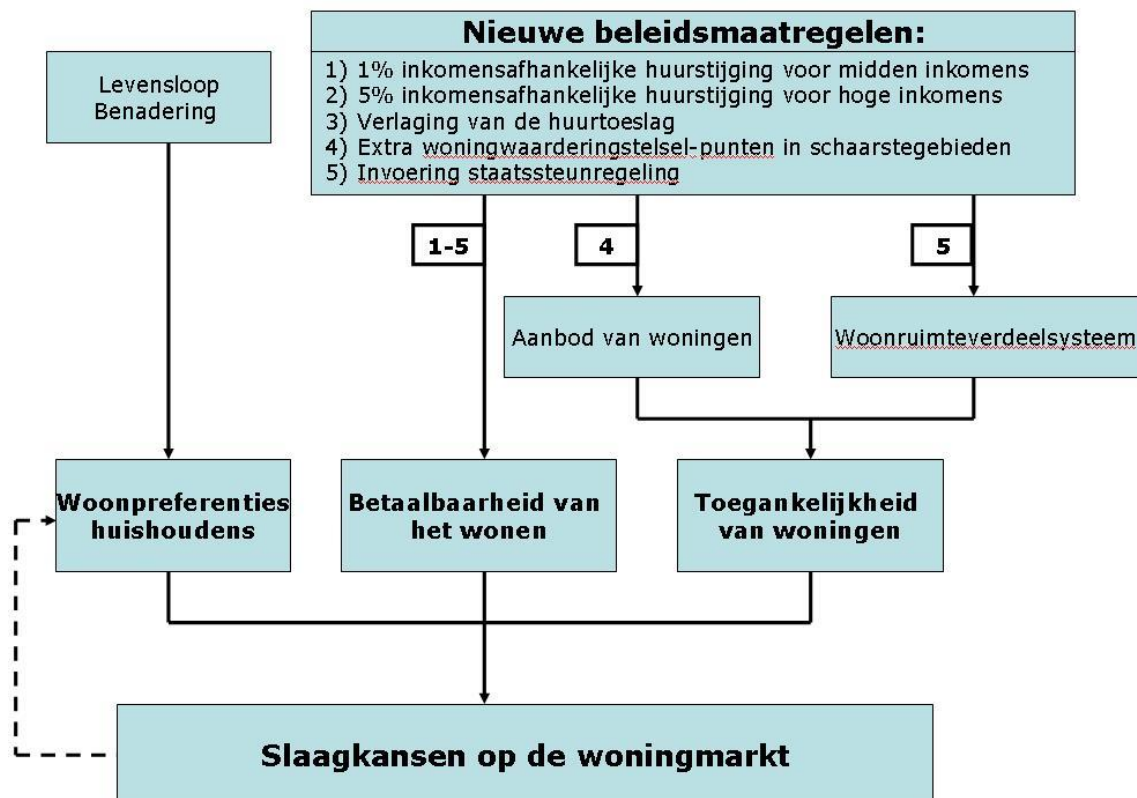 Levensloop
Benadering
Nieuwe beleidsmaatregelen:
1) 1% inkomensafhankelijke huurstijging voor midden inkomens
2) 5% inkomensafhankelijke huurstijging voor hoge inkomens
3) Verlaging van de huurtoeslag
4) Extra woningwaarderingstelsel-punten in schaarstegebieden
5) Invoering staatssteunregeling
1-5
4
5
Aanbod van woningen
Woonruimteverdeelsysteem
Woonpreferenties
huishoudens
Betaalbaarheid van
het wonen
Toegankelijkheid
van woningen
Slaagkansen op de woningmarkt